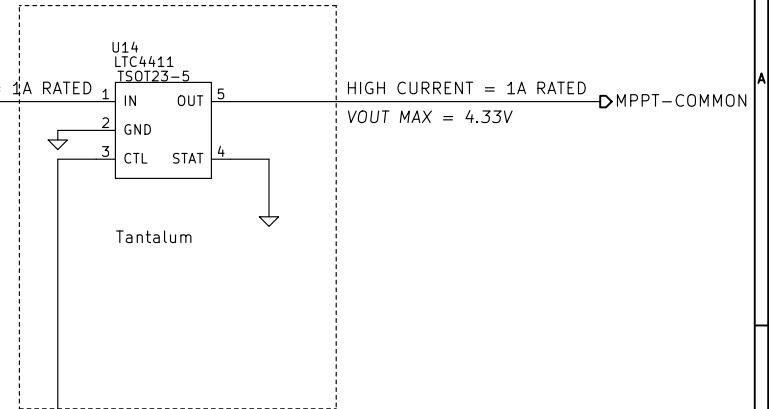 U14
LTC4411
TSOT23-5
1A RATED
1 IN OUT 5
2 GND
3 CTL STAT 4
HIGH CURRENT = 1A RATED
VOUT MAX = 4.33V
MPPT-COMMON
A
Tantalum